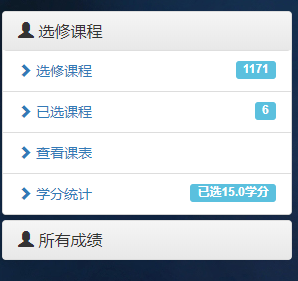 选修课程
选修课程 1171
已选课程 6
查看课表
学分统计 已选15.0学分
所有成绩